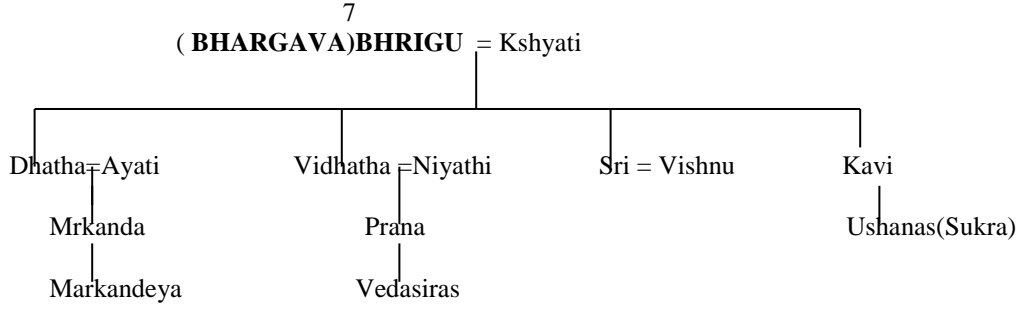 7
( BHARGAVA)BHRIGU = Kshyati
Dhatha=Ayati Vidhatha =Niyathi Sri = Vishnu Kavi
Mrkanda Prana Ushanas(Sukra)
Markandeya Vedasiras